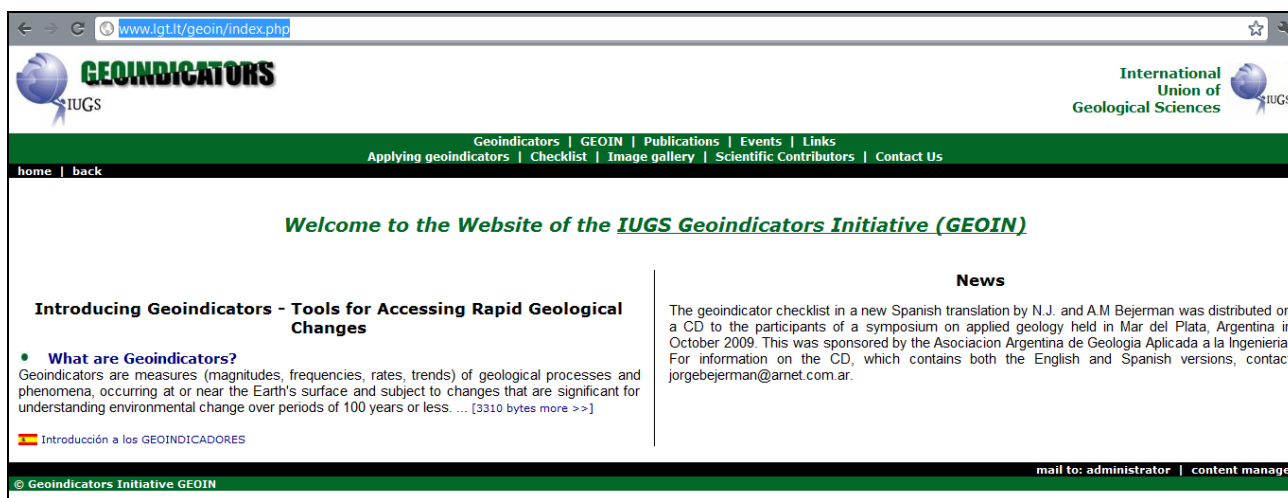 www.lgt.lt/geoin/index.php
GEOINDICATORS
IUGS
International
Union of
Geological Sciences
IUGS
Geoindicators | GEOIN | Publications | Events | Links
Applying geoindicators | Checklist | Image gallery | Scientific Contributors | Contact Us
home | back
Welcome to the Website of the IUGS Geoindicators Initiative (GEOIN)
Introducing Geoindicators - Tools for Accessing Rapid Geological
Changes
What are Geoindicators?
Geoindicators are measures (magnitudes, frequencies, rates, trends) of geological processes and
phenomena, occurring at or near the Earth's surface and subject to changes that are significant for
understanding environmental change over periods of 100 years or less. ... [3310 bytes more >>]
Introducción a los GEOINDICADORES
News
The geoindicator checklist in a new Spanish translation by N.J. and A.M Bejerman was distributed on
a CD to the participants of a symposium on applied geology held in Mar del Plata, Argentina in
October 2009. This was sponsored by the Asociacion Argentina de Geologia Aplicada a la Ingenieria.
For information on the CD, which contains both the English and Spanish versions, contact
jorgebejerman@arnet.com.ar.
mail to: administrator | content manage
© Geoindicators Initiative GEOIN